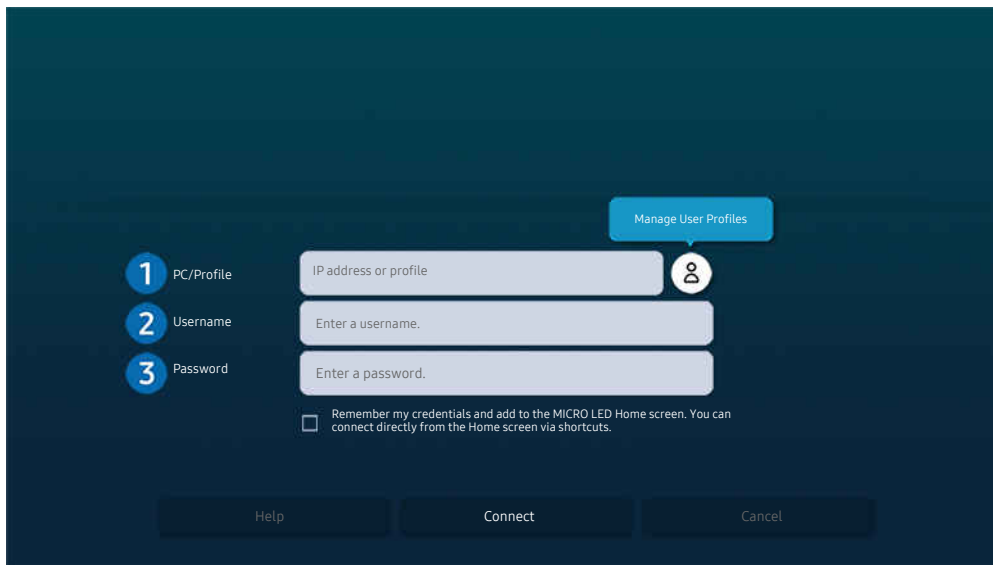 Manage User Profiles
1 PC/Profile IP address or profile
2 Username Enter a username.
3 Password Enter a password.
Remember my credentials and add to the MICRO LED Home screen. You can
connect directly from the Home screen via shortcuts.
Help Connect Cancel